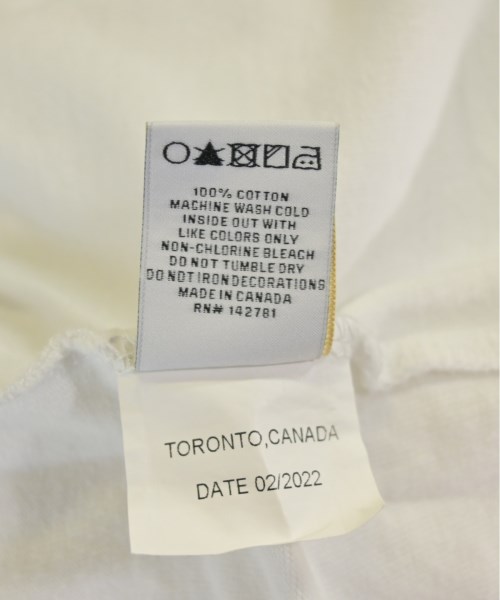 100% COTTON
MACHINE WASH COLD
INSIDE OUT WITH
LIKE COLORS ONLY
NON-CHLORINE BLEACH
DO NOT TUMBLE DRY
DO NOT IRON DECORATIONS
MADE IN CANADA
RN# 142781
TORONTO,CANADA
DATE 02/2022